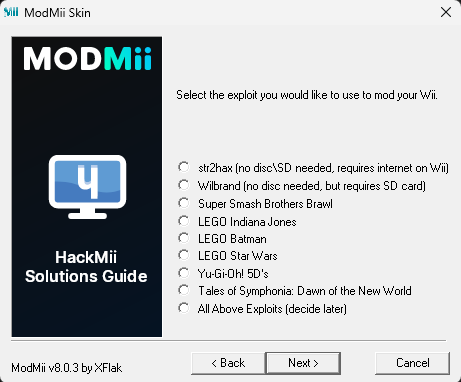 ModMii Skin
MODMii
Select the exploit you would like to use to mod your Wii.
str2hax (no disc\SD needed, requires internet on Wii)
Wilbrand (no disc needed, but requires SD card)
Super Smash Brothers Brawl
LEGO Indiana Jones
LEGO Batman
LEGO Star Wars
Yu-Gi-Oh! 5D's
Tales of Symphonia: Dawn of the New World
All Above Exploits (decide later)
HackMii
Solutions Guide
ModMii v8.0.3 by XFlak
< Back
Next >
Cancel